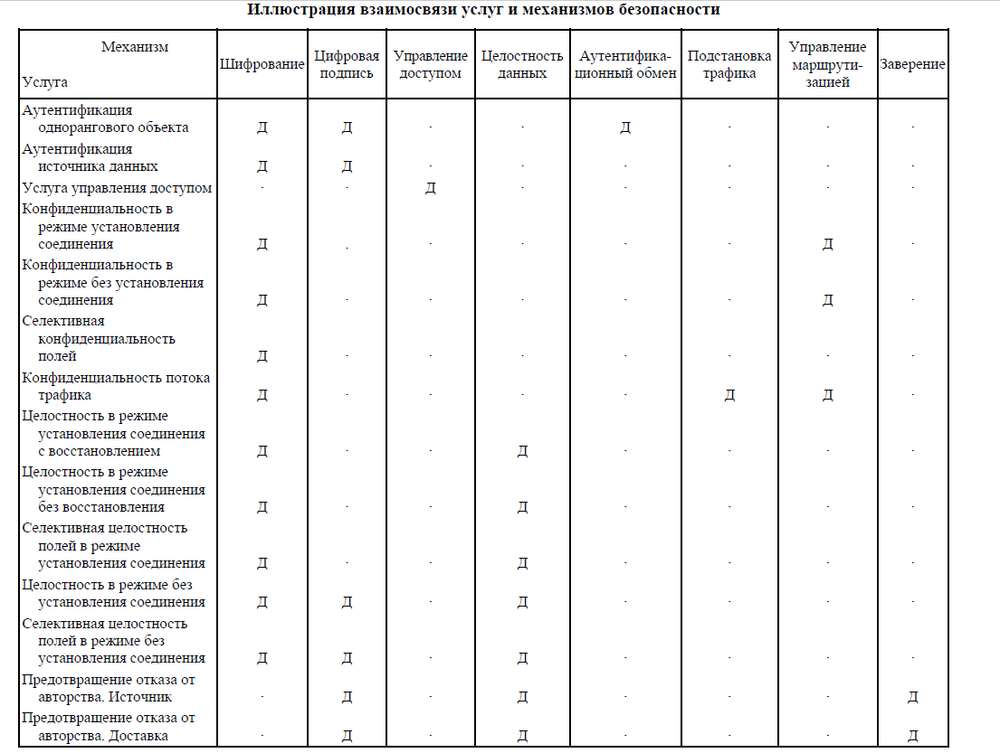 Иллюстрация взаимосвязи услуг и механизмов безопасности
Механизм
Услуга
Шифрование
Цифровая
подпись
Управление
доступом
Целостность
данных
Аутентифика-
ционный обмен
Подстановка
трафика
Управление
маршрути-
зацией
Заверение
Аутентификация
однорангового объекта Д Д · · Д · · ·
Аутентификация
источника данных Д Д · · · · · ·
Услуга управления доступом · · Д · · · · ·
Конфиденциальность в
режиме установления
соединения Д . · · · · Д ·
Конфиденциальность в
режиме без установления
соединения Д · · · · · Д ·
Селективная
конфиденциальность
полей Д · · · · · · ·
Конфиденциальность потока
трафика Д · · · · Д Д ·
Целостность в режиме
установления соединения
с восстановлением Д · · Д · · · ·
Целостность в режиме
установления соединения
без восстановления Д · · Д · · · ·
Селективная целостность
полей в режиме
установления соединения Д · · Д · · · ·
Целостность в режиме без
установления соединения Д Д · Д · · · ·
Селективная целостность
полей в режиме без
установления соединения Д Д · Д · · · ·
Предотвращение отказа от
авторства. Источник · Д · Д · · · Д
Предотвращение отказа от
авторства. Доставка · Д · Д · · · Д